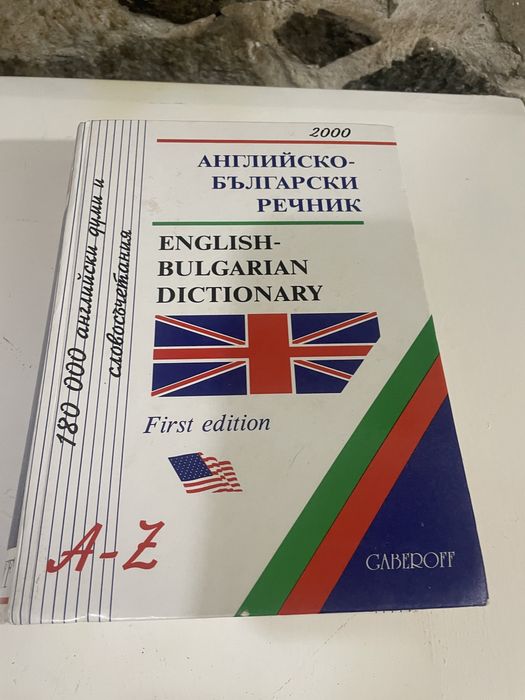 2000
АНГЛИЙСКО-
БЪЛГАРСКИ
РЕЧНИК
ENGLISH-
BULGARIAN
DICTIONARY
First edition
180 000 английски думи и
словосъчетания
A-Z
GABEROFF